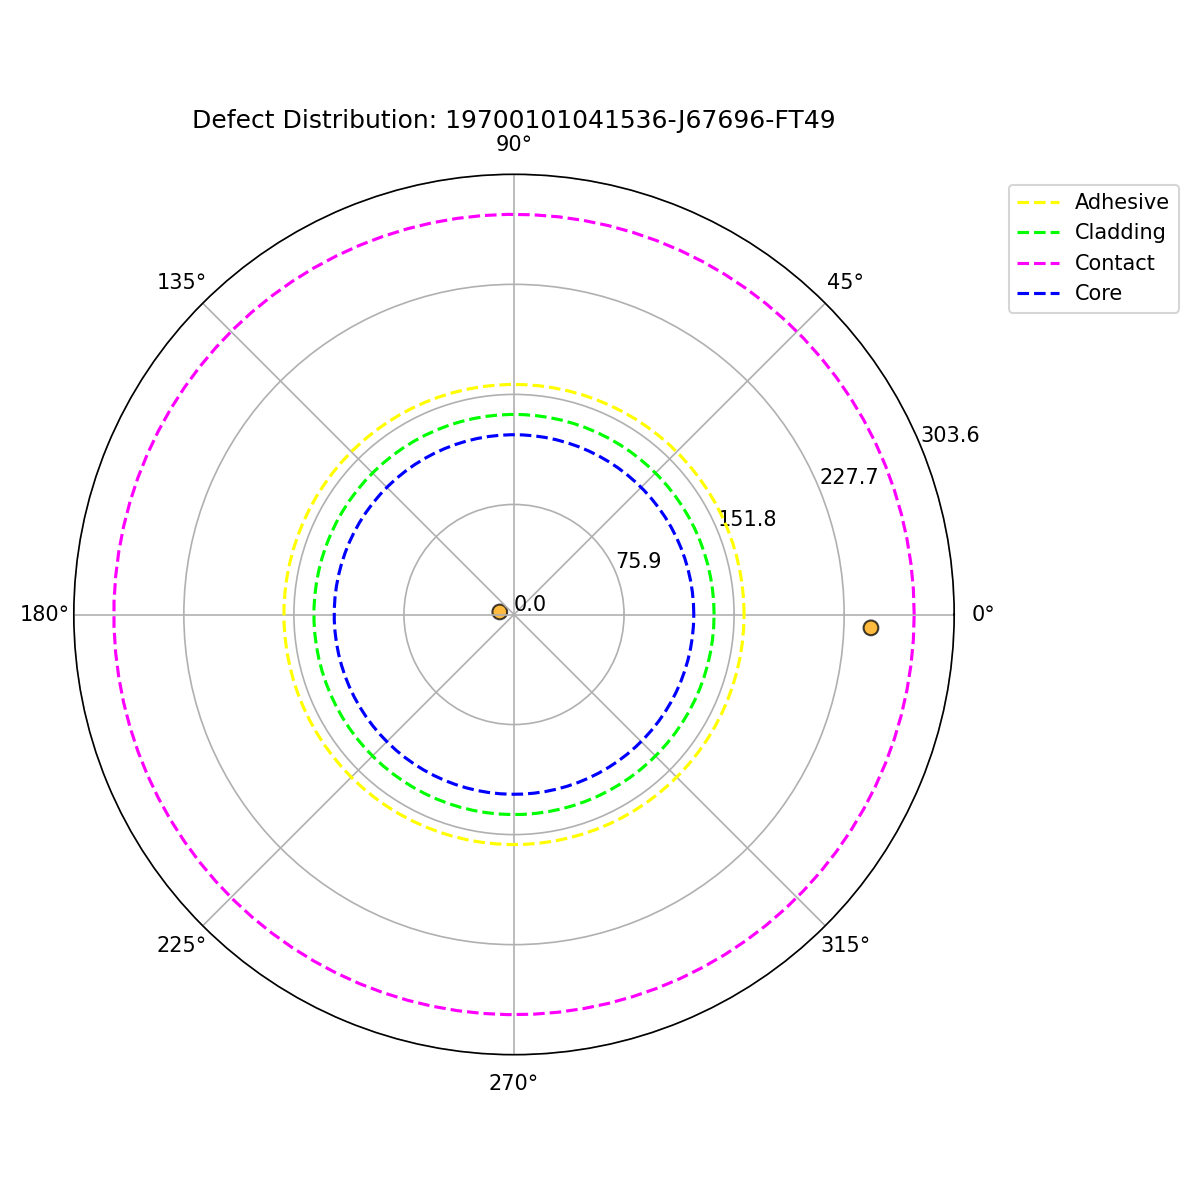 Defect Distribution: 19700101041536-J67696-FT49
90°
135°
45°
Adhesive
Cladding
Contact
Core
303.6
227.7
151.8
75.9
0.0
180°
0°
225°
315°
270°